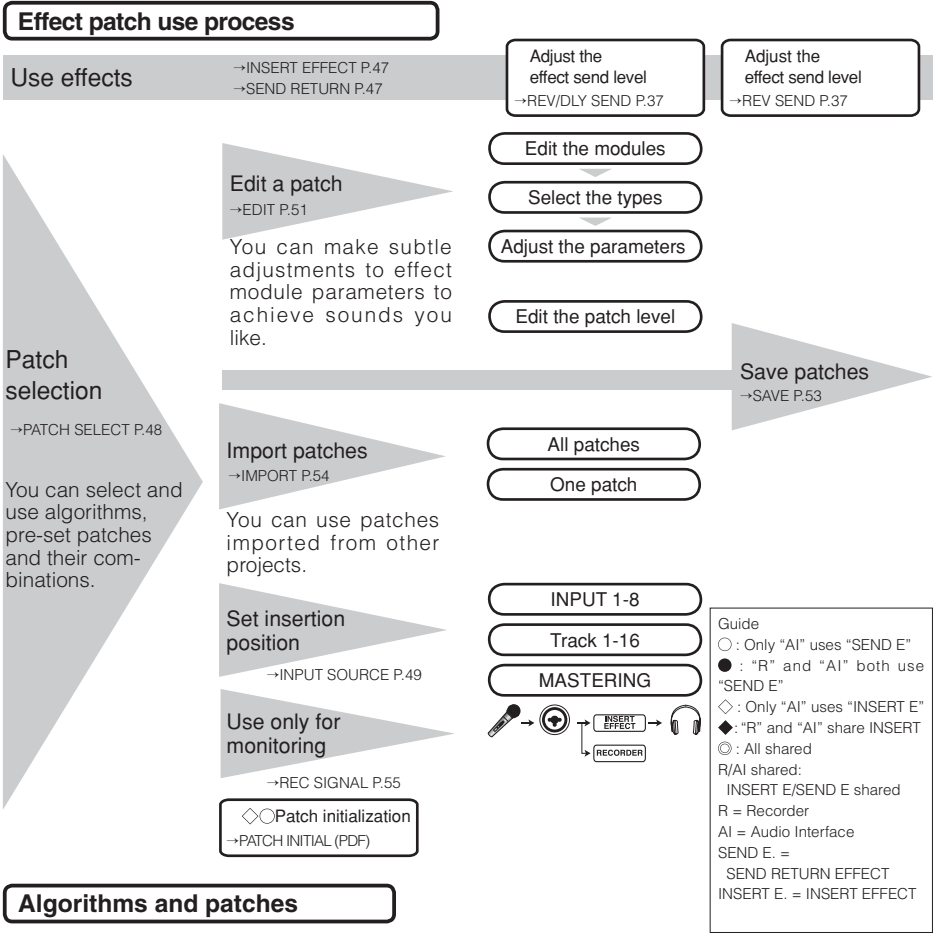 Effect patch use process
Use effects
→INSERT EFFECT P.47
→SEND RETURN P.47
Adjust the
effect send level
→REV/DLY SEND P.37
Adjust the
effect send level
→REV SEND P.37
Patch
selection
→PATCH SELECT P.48
You can select and
use algorithms,
pre-set patches
and their com-
binations.
Edit a patch
→EDIT P.51
You can make subtle
adjustments to effect
module parameters to
achieve sounds you
like.
Edit the modules
Select the types
Adjust the parameters
Edit the patch level
Save patches
→SAVE P.53
Import patches
→IMPORT P.54
You can use patches
imported from other
projects.
All patches
One patch
Set insertion
position
→INPUT SOURCE P.49
INPUT 1-8
Track 1-16
MASTERING
Use only for
monitoring
→REC SIGNAL P.55
INSERT
EFFECT
RECORDER
◇○Patch initialization
→PATCH INITIAL (PDF)
Guide
○ : Only “AI” uses “SEND E”
● : “R” and “AI” both use
“SEND E”
◇ : Only “AI” uses “INSERT E”
◆: “R” and “AI” share INSERT
◎ : All shared
R/AI shared:
INSERT E/SEND E shared
R = Recorder
AI = Audio Interface
SEND E. =
SEND RETURN EFFECT
INSERT E. = INSERT EFFECT
Algorithms and patches